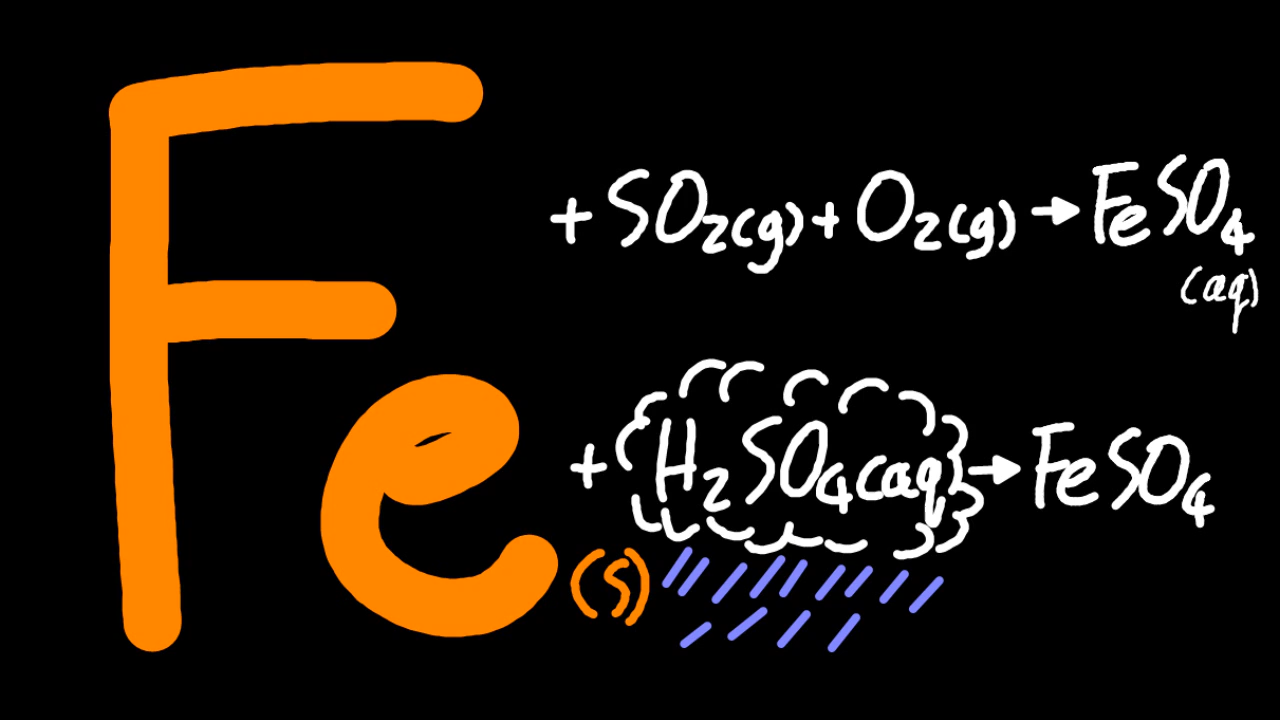 Fe(s)
+ SO₂(g) + O₂(g) → FeSO₄
(aq)
+ H₂SO₄(aq) → FeSO₄